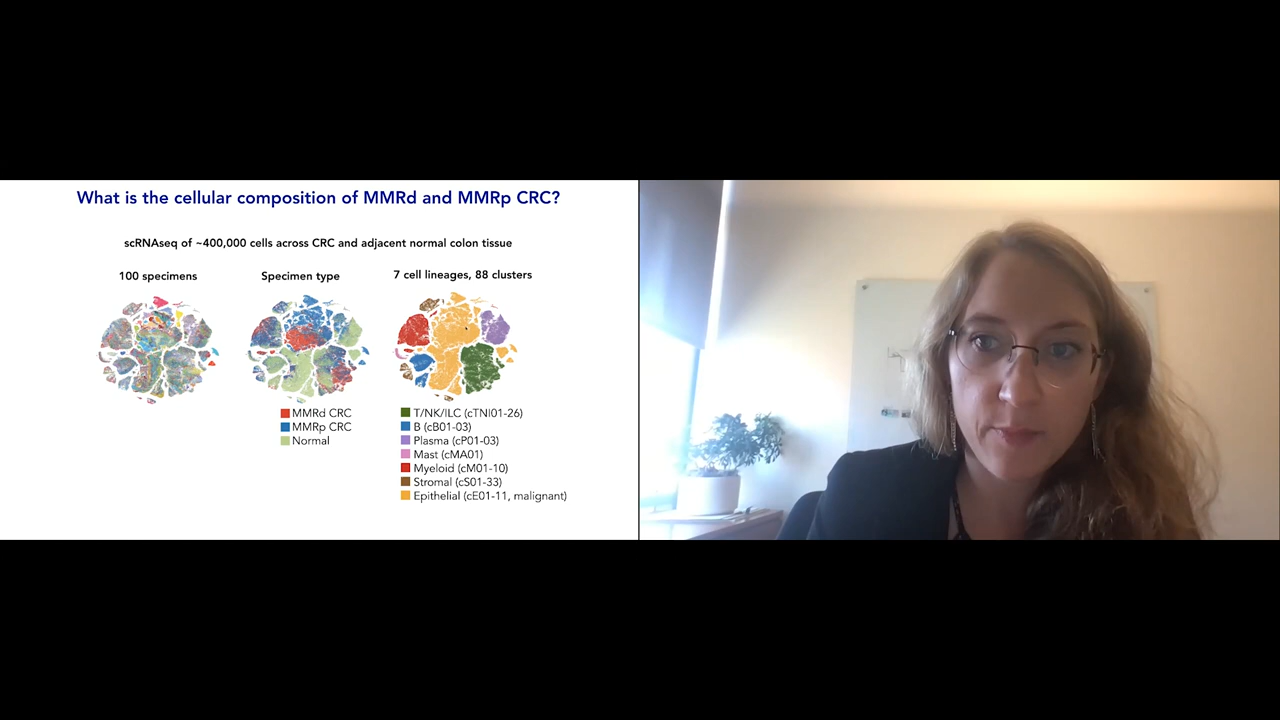 What is the cellular composition of MMRd and MMRp CRC?
scRNAseq of ~400,000 cells across CRC and adjacent normal colon tissue
100 specimens
Specimen type
7 cell lineages, 88 clusters
MMRd CRC
MMRp CRC
Normal
T/NK/ILC (cTNI01-26)
B (cB01-03)
Plasma (cP01-03)
Mast (cMA01)
Myeloid (cM01-10)
Stromal (cS01-33)
Epithelial (cE01-11, malignant)